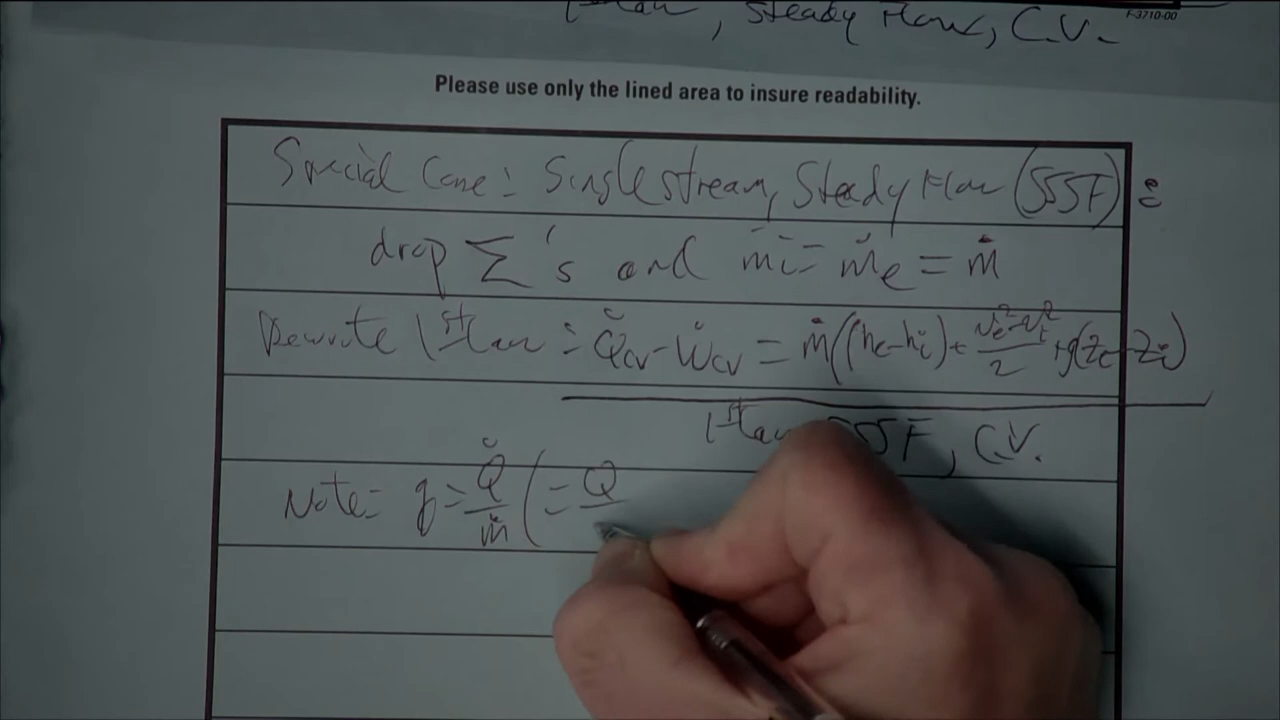 Law, Steady Flow, C.V.
F-3710-00
Please use only the lined area to insure readability.
Special Case: Single stream, Steady Flow (SSSF):
drop Σ's and ṁi = ṁe = ṁ
Rewrite 1st Law: Q̇cv - Ẇcv = ṁ((he-hi) + (ve²-vi²)/2 + g(ze-zi))
1st Law, SSSF, C.V.
Note: q = Q̇/ṁ (= Q